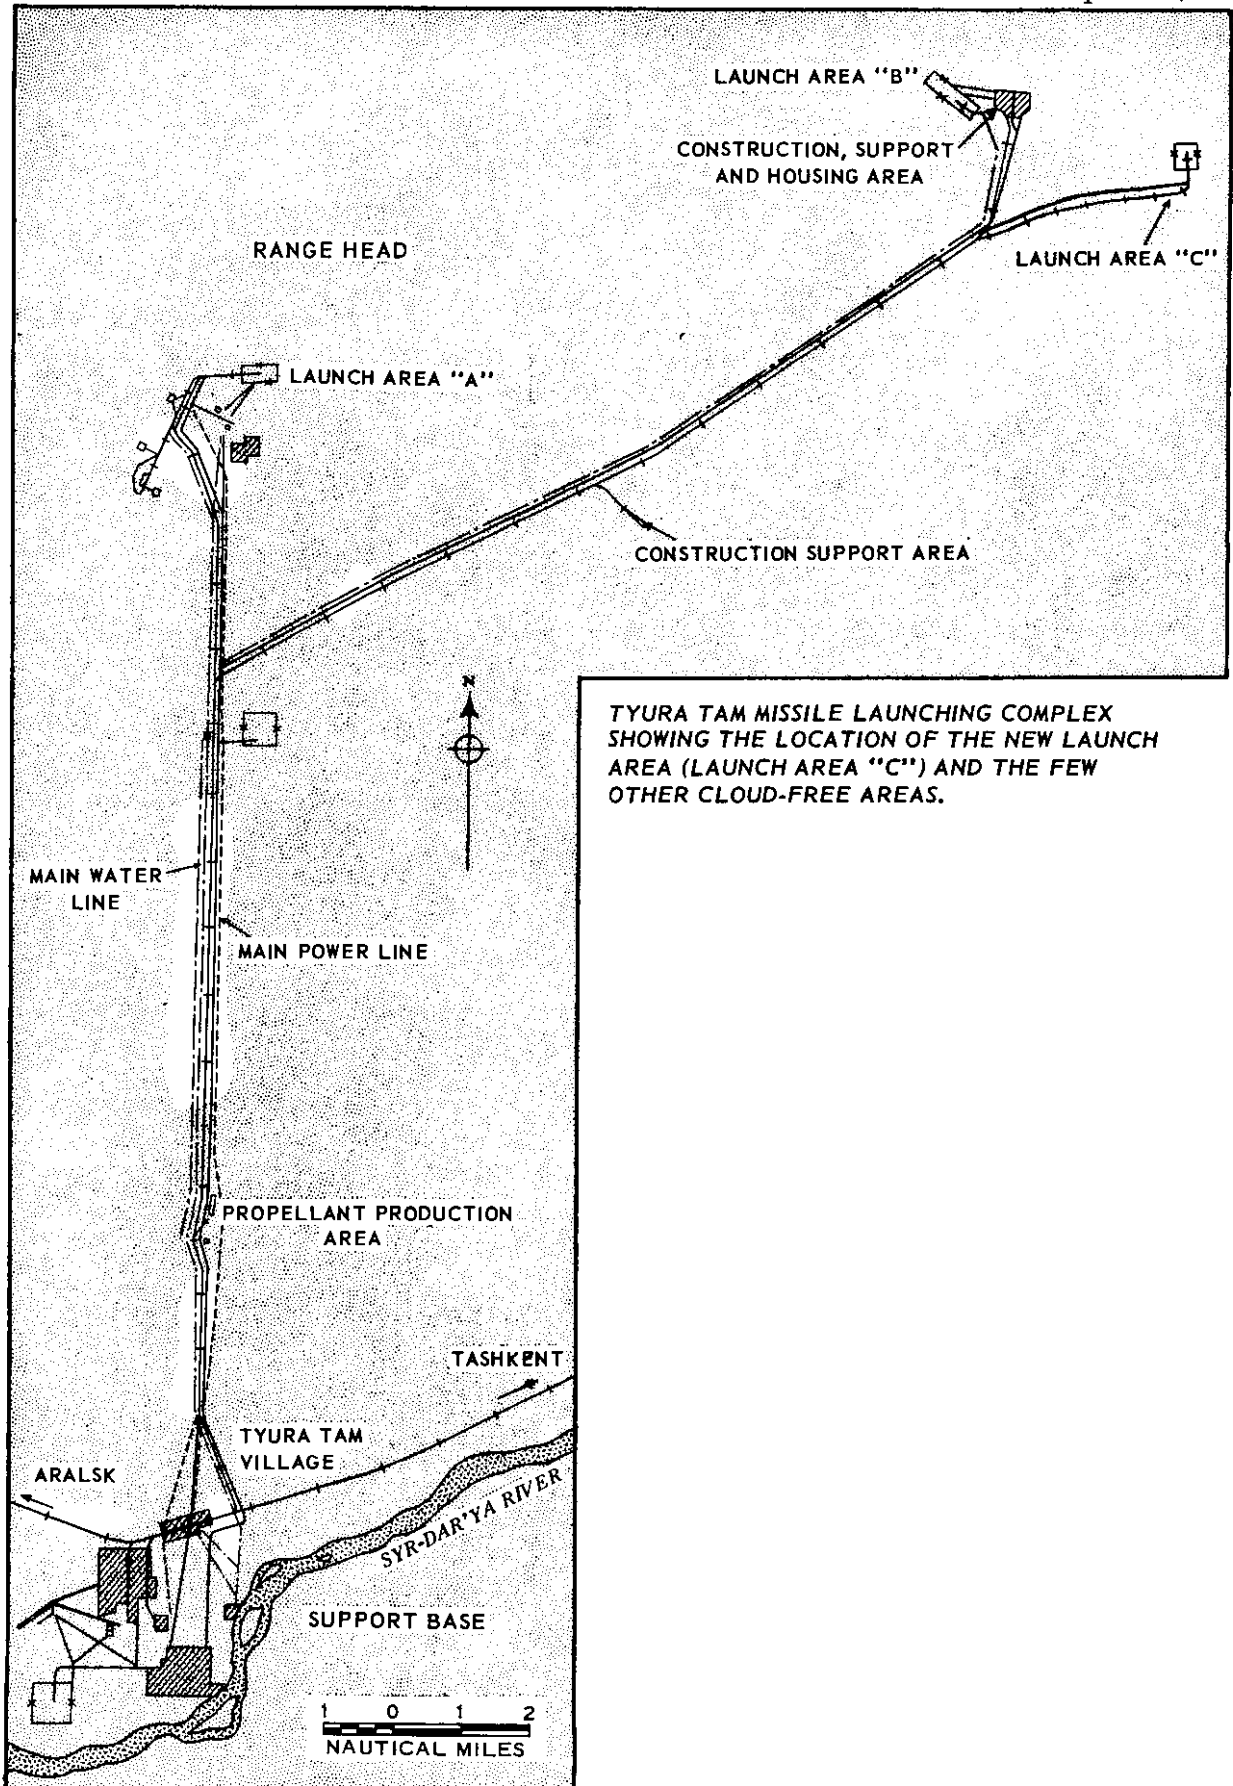 LAUNCH AREA "B"
CONSTRUCTION, SUPPORT
AND HOUSING AREA
RANGE HEAD
LAUNCH AREA "C"
LAUNCH AREA "A"
CONSTRUCTION SUPPORT AREA
N
TYURA TAM MISSILE LAUNCHING COMPLEX
SHOWING THE LOCATION OF THE NEW LAUNCH
AREA (LAUNCH AREA "C") AND THE FEW
OTHER CLOUD-FREE AREAS.
MAIN WATER
LINE
MAIN POWER LINE
PROPELLANT PRODUCTION
AREA
TASHKENT
TYURA TAM
VILLAGE
ARALSK
SYR-DAR'YA RIVER
SUPPORT BASE
1 0 1 2
NAUTICAL MILES